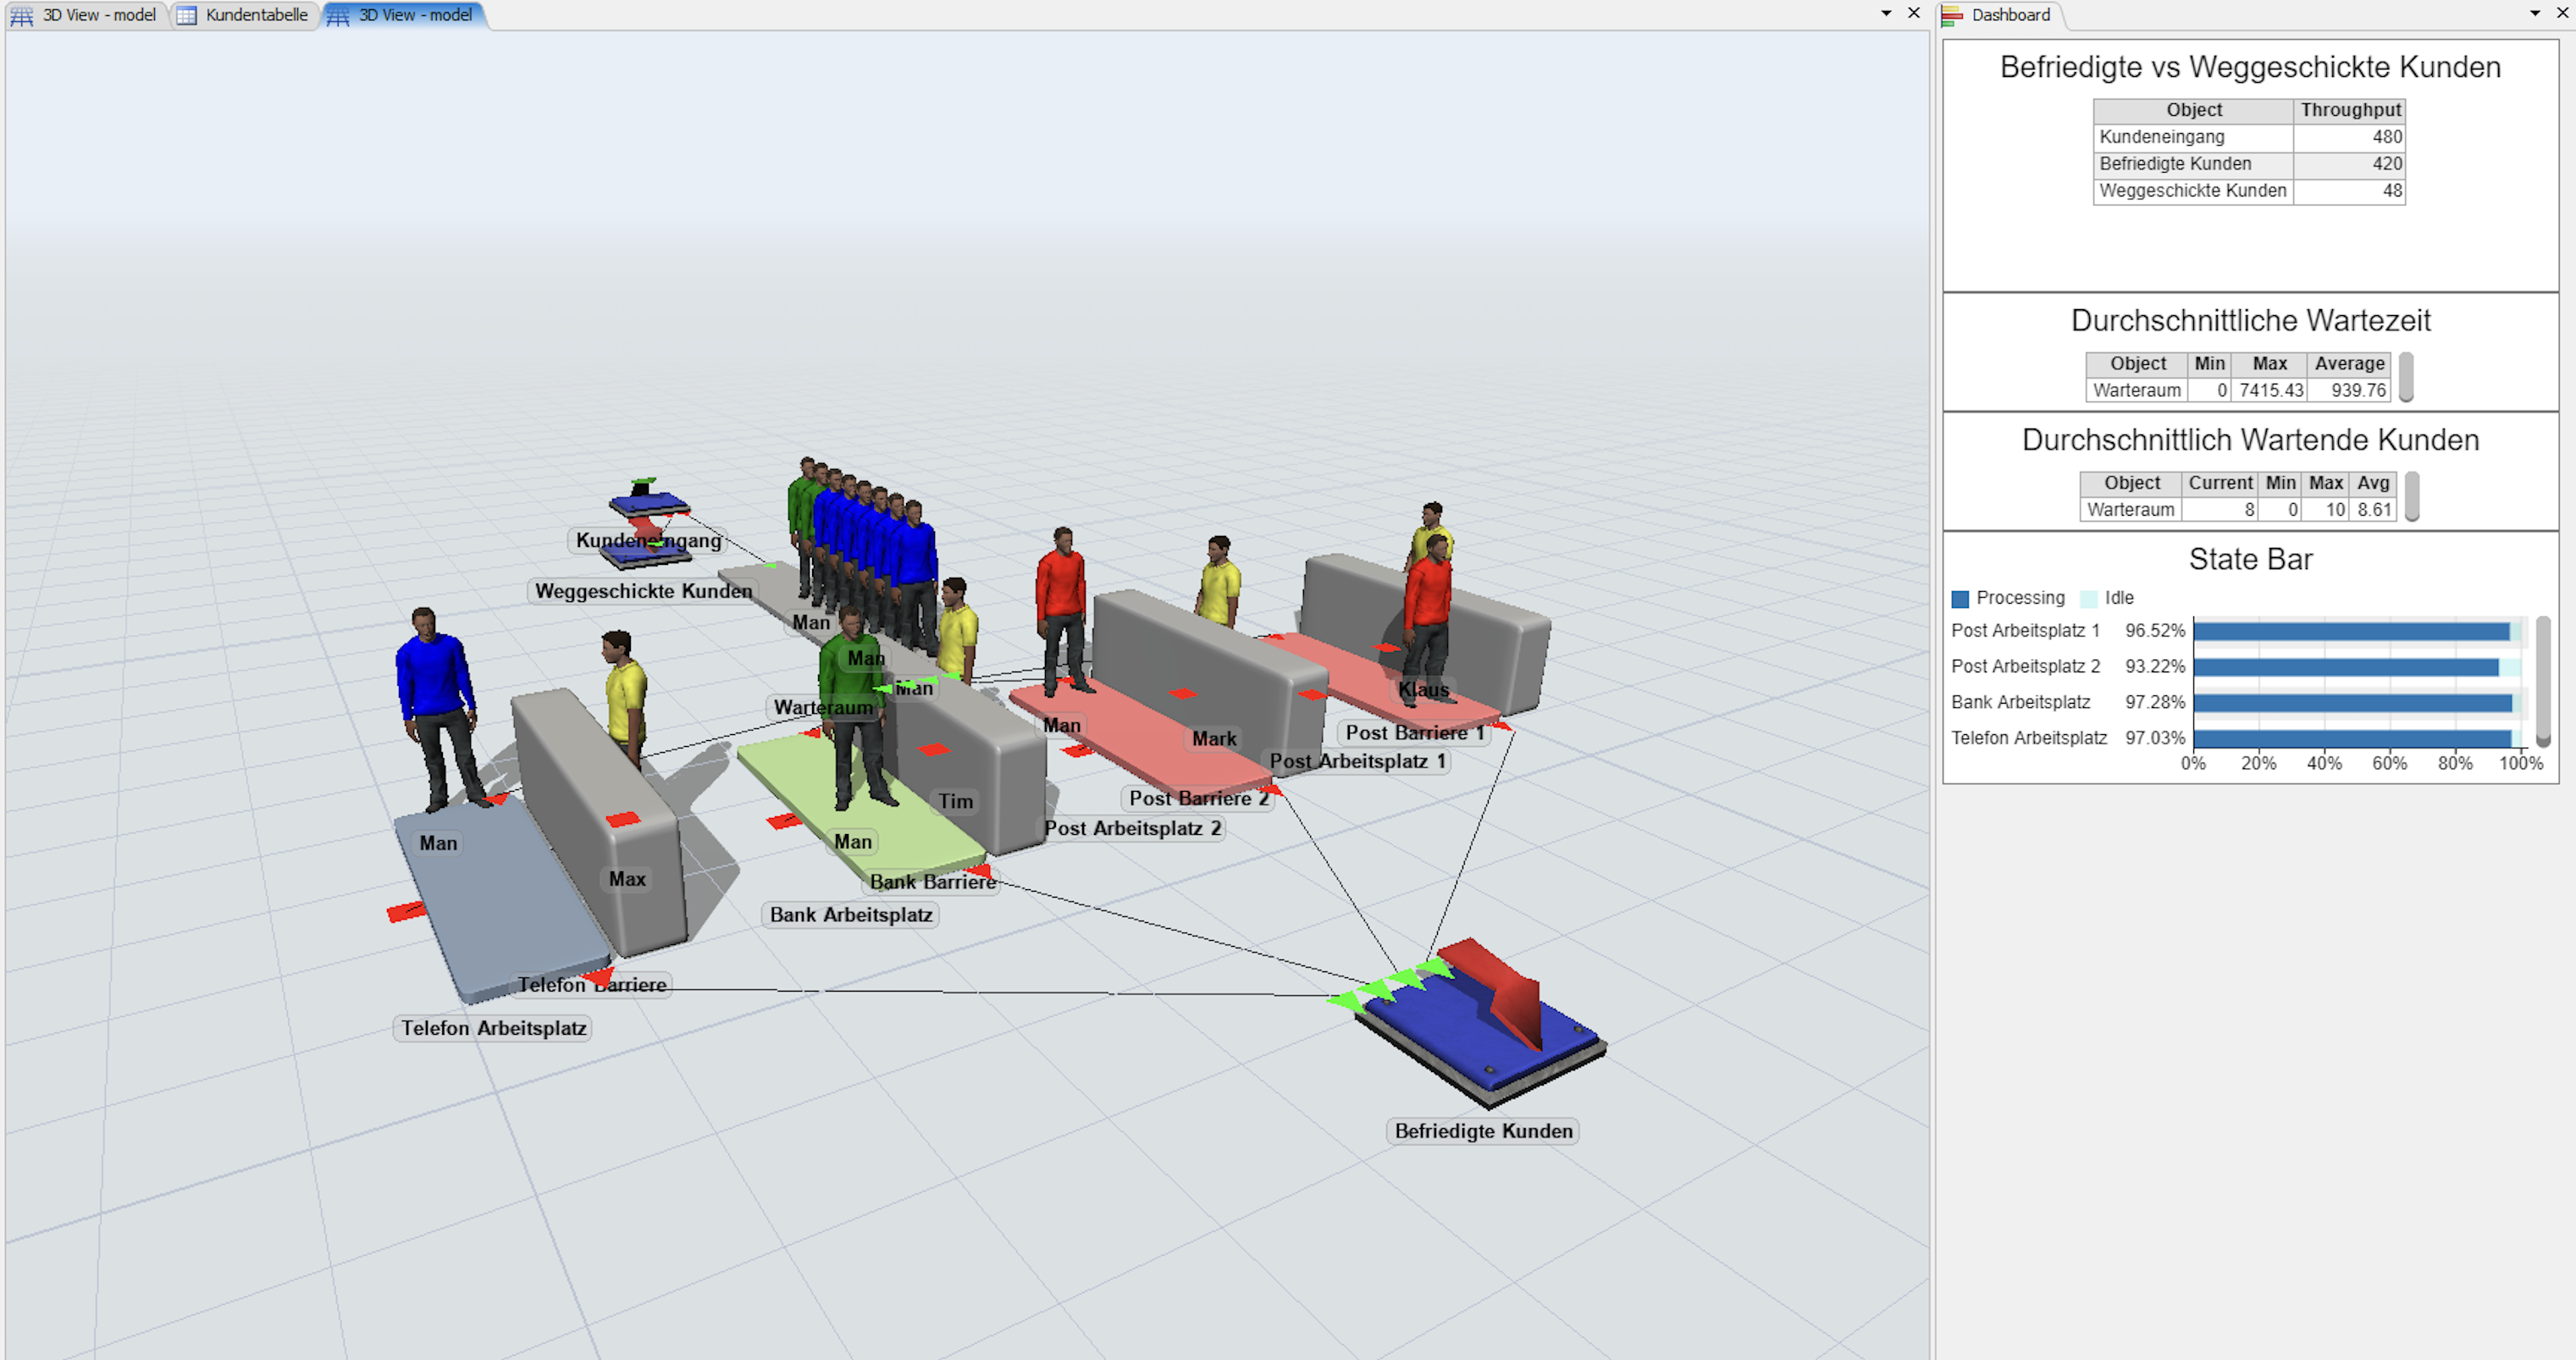 3D View - model
Kundentabelle
3D View - model
Dashboard
Befriedigte vs Weggeschickte Kunden
Object Throughput
Kundeneingang 480
Befriedigte Kunden 420
Weggeschickte Kunden 48
Durchschnittliche Wartezeit
Object Min Max Average
Warteraum 0 7415.43 939.76
Durchschnittlich Wartende Kunden
Object Current Min Max Avg
Warteraum 8 0 10 8.61
State Bar
Processing Idle
Post Arbeitsplatz 1 96.52%
Post Arbeitsplatz 2 93.22%
Bank Arbeitsplatz 97.28%
Telefon Arbeitsplatz 97.03%
0% 20% 40% 60% 80% 100%
Kundeneingang
Weggeschickte Kunden
Man
Man
Man
Warteraum
Klaus
Man
Post Barriere 1
Mark
Post Arbeitsplatz 1
Tim
Post Barriere 2
Man
Post Arbeitsplatz 2
Man
Max
Bank Barriere
Bank Arbeitsplatz
Telefon Barriere
Telefon Arbeitsplatz
Befriedigte Kunden